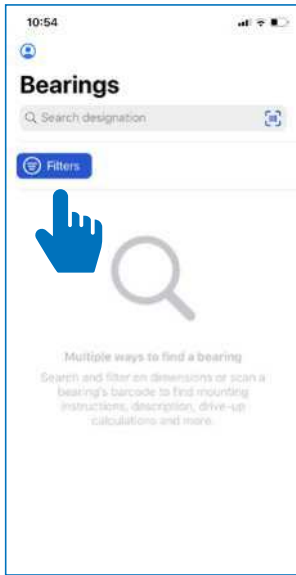 10:54
Bearings
Search designation
Filters
Multiple ways to find a bearing
Search and filter on dimensions or scan a
bearing's barcode to find mounting
instructions, description, drive-up
calculations and more.